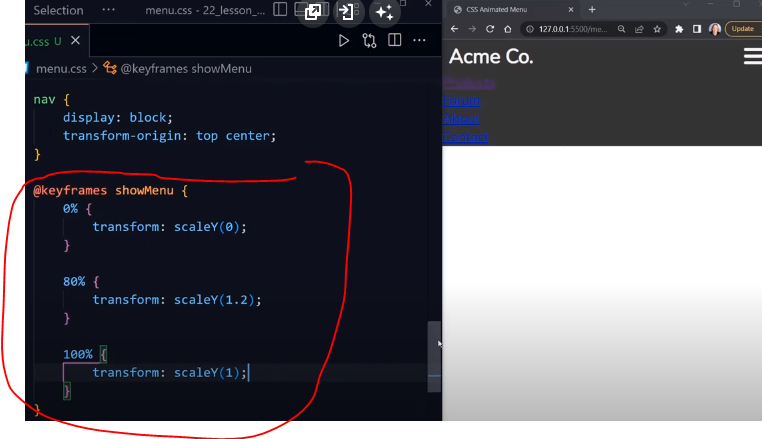 Selection ··· menu.css - 22_lesson_...
u.css U ×
menu.css > @keyframes showMenu
nav {
display: block;
transform-origin: top center;
}
@keyframes showMenu {
0% {
transform: scaleY(0);
}
80% {
transform: scaleY(1.2);
}
100% {
transform: scaleY(1);
}
}
CSS Animated Menu
127.0.0.1:5500/me...
Update
Acme Co.
Products
Forum
About
Contact